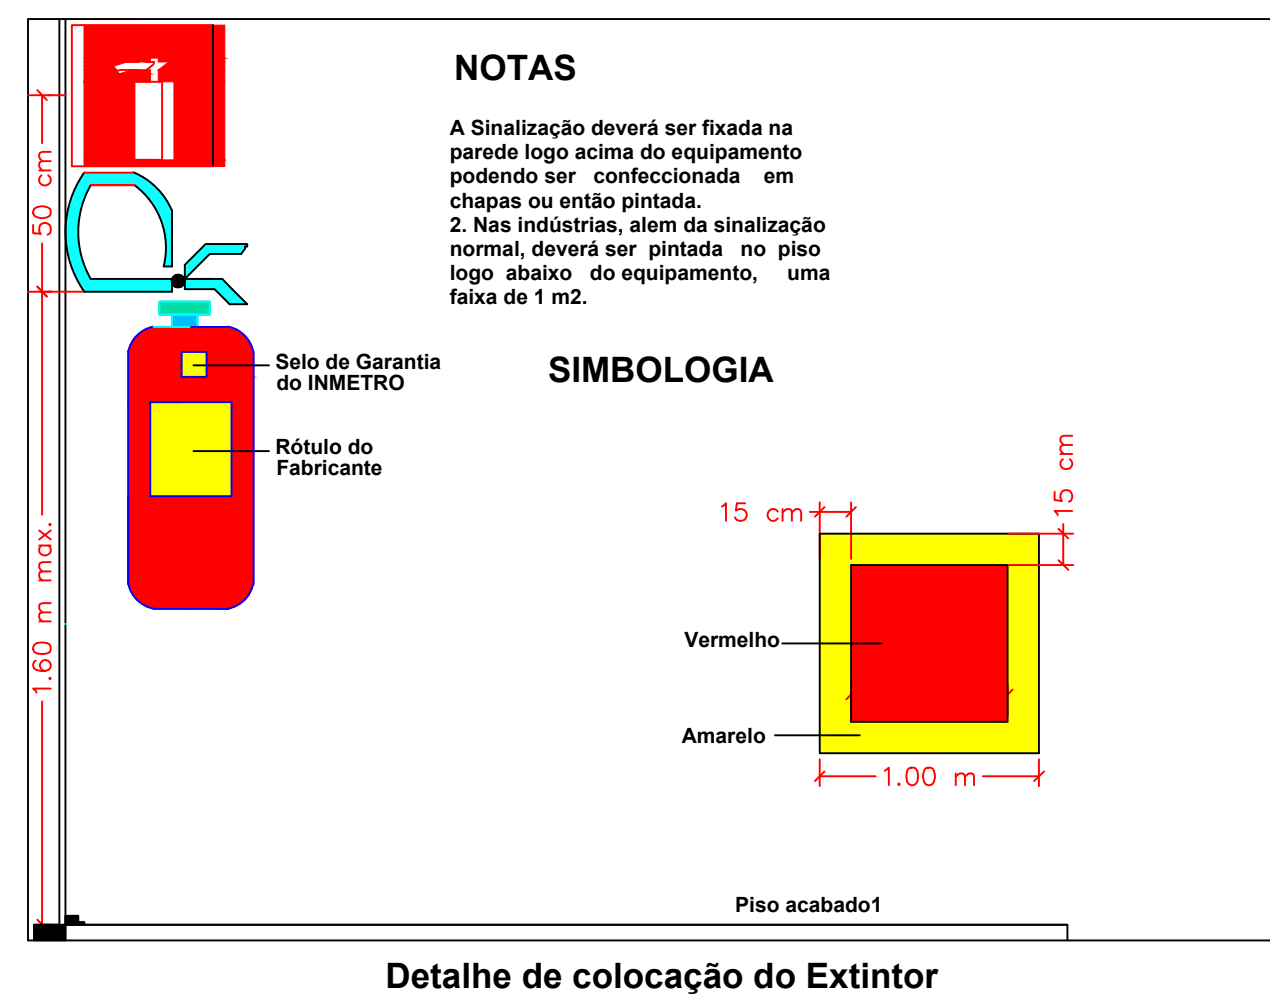 NOTAS
A Sinalização deverá ser fixada na
parede logo acima do equipamento
podendo ser confeccionada em
chapas ou então pintada.
2. Nas indústrias, alem da sinalização
normal, deverá ser pintada no piso
logo abaixo do equipamento, uma
faixa de 1 m2.
50 cm
1.60 m max.
Selo de Garantia
do INMETRO
Rótulo do
Fabricante
SIMBOLOGIA
15 cm
15 cm
Vermelho
Amarelo
1.00 m
Piso acabado1
Detalhe de colocação do Extintor